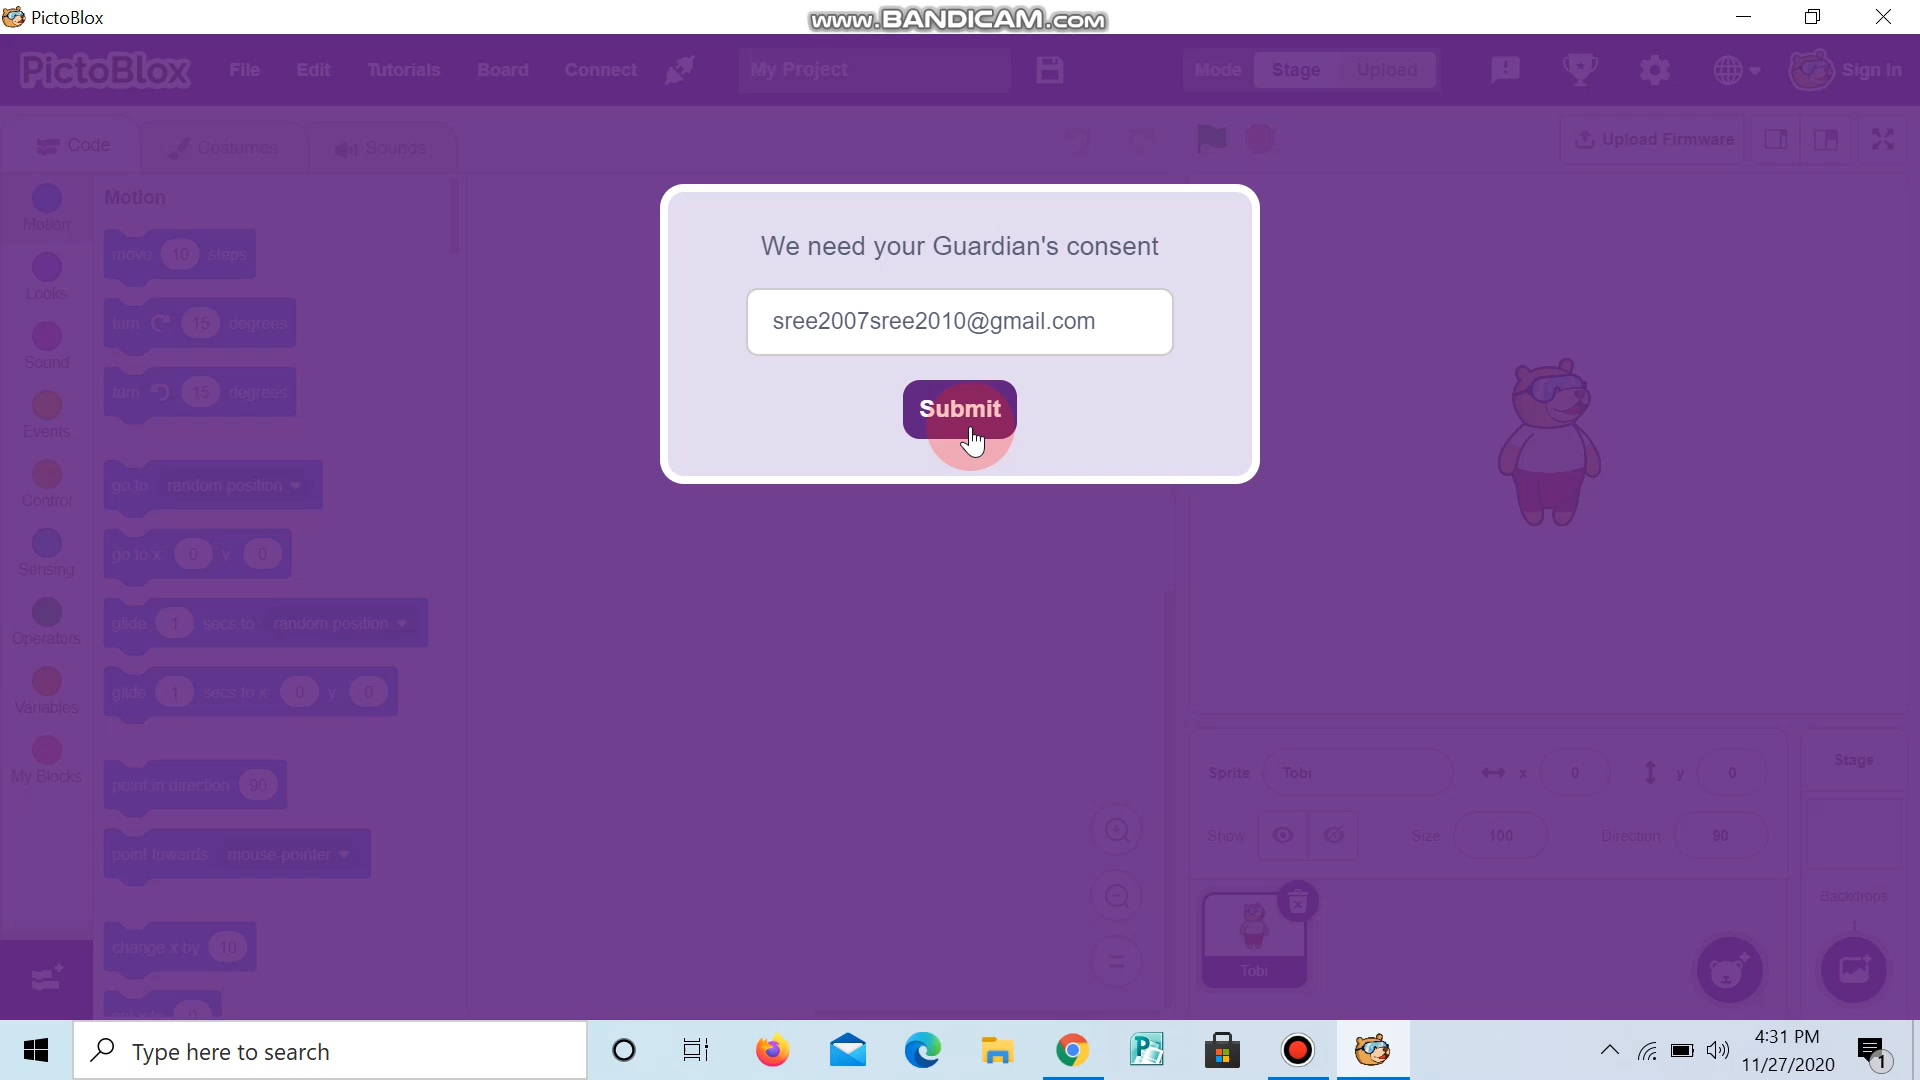 PictoBlox
www.BANDICAM.com
PictoBlox
File
Edit
Tutorials
Board
Connect
My Project
Mode
Stage
Upload
Sign In
Code
Costumes
Sounds
Upload Firmware
Motion
Looks
Sound
Events
Control
Sensing
Operators
Variables
My Blocks
Motion
move 10 steps
turn 15 degrees
turn 15 degrees
go to random position
go to x: 0 y: 0
glide 1 secs to random position
glide 1 secs to x: 0 y: 0
point in direction 90
point towards mouse-pointer
change x by 10
set x to 0
We need your Guardian's consent
sree2007sree2010@gmail.com
Submit
Sprite Tobi x 0 y 0
Show Size 100 Direction 90
Tobi
Stage
Backdrops
1
Type here to search
4:31 PM
11/27/2020
1